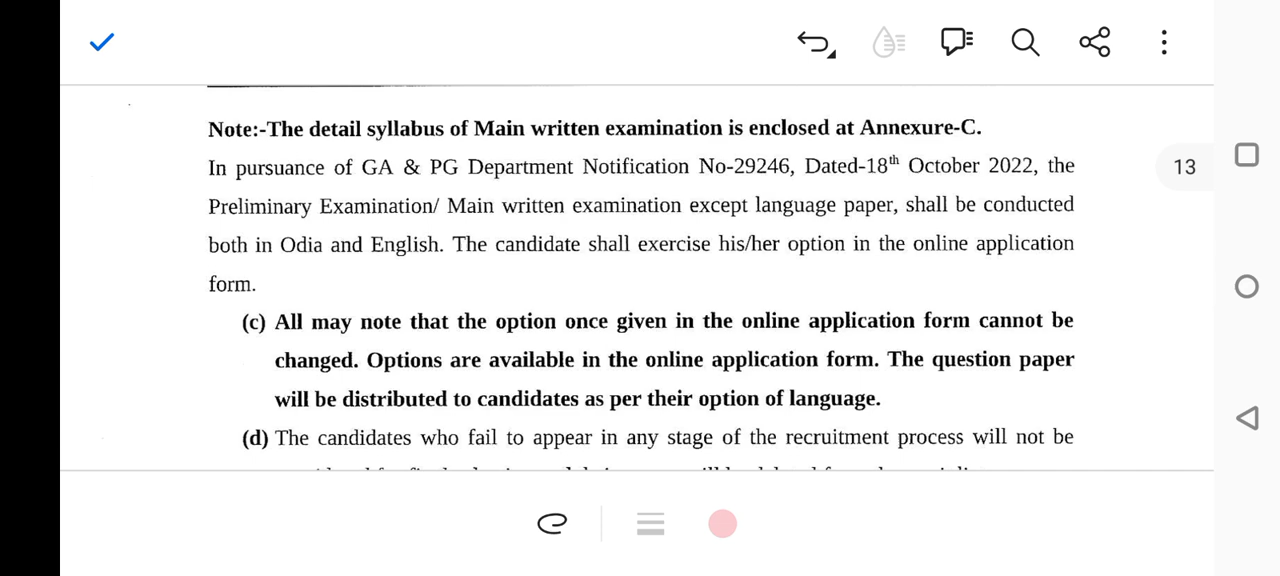 Note:-The detail syllabus of Main written examination is enclosed at Annexure-C.
In pursuance of GA & PG Department Notification No-29246, Dated-18th October 2022, the
13
Preliminary Examination/ Main written examination except language paper, shall be conducted
both in Odia and English. The candidate shall exercise his/her option in the online application
form.
(c) All may note that the option once given in the online application form cannot be
changed. Options are available in the online application form. The question paper
will be distributed to candidates as per their option of language.
(d) The candidates who fail to appear in any stage of the recruitment process will not be